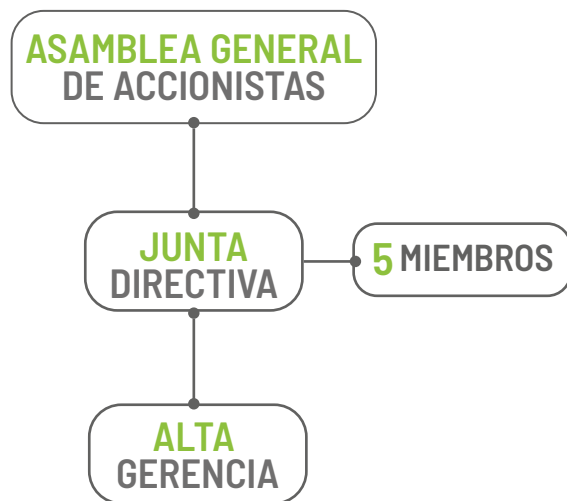 ASAMBLEA GENERAL
DE ACCIONISTAS
JUNTA
DIRECTIVA
5 MIEMBROS
ALTA
GERENCIA